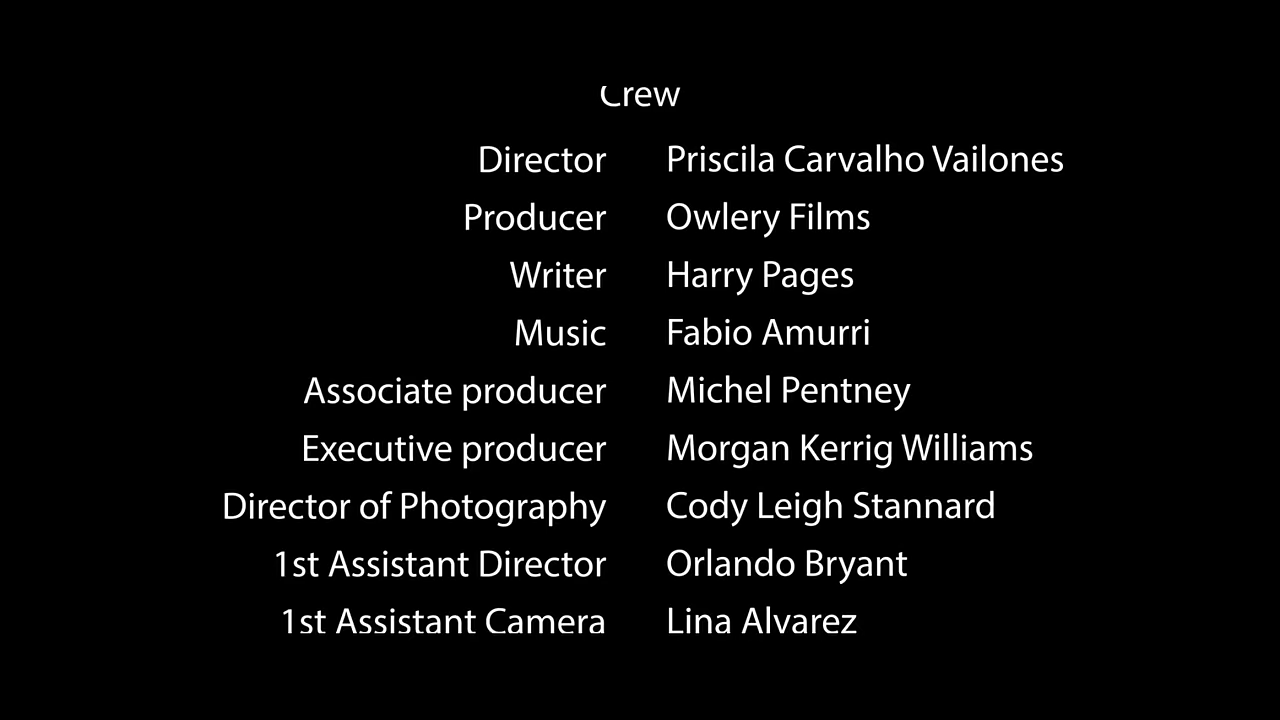 Crew
Director Priscila Carvalho Vailones
Producer Owlery Films
Writer Harry Pages
Music Fabio Amurri
Associate producer Michel Pentney
Executive producer Morgan Kerrig Williams
Director of Photography Cody Leigh Stannard
1st Assistant Director Orlando Bryant
1st Assistant Camera Lina Alvarez